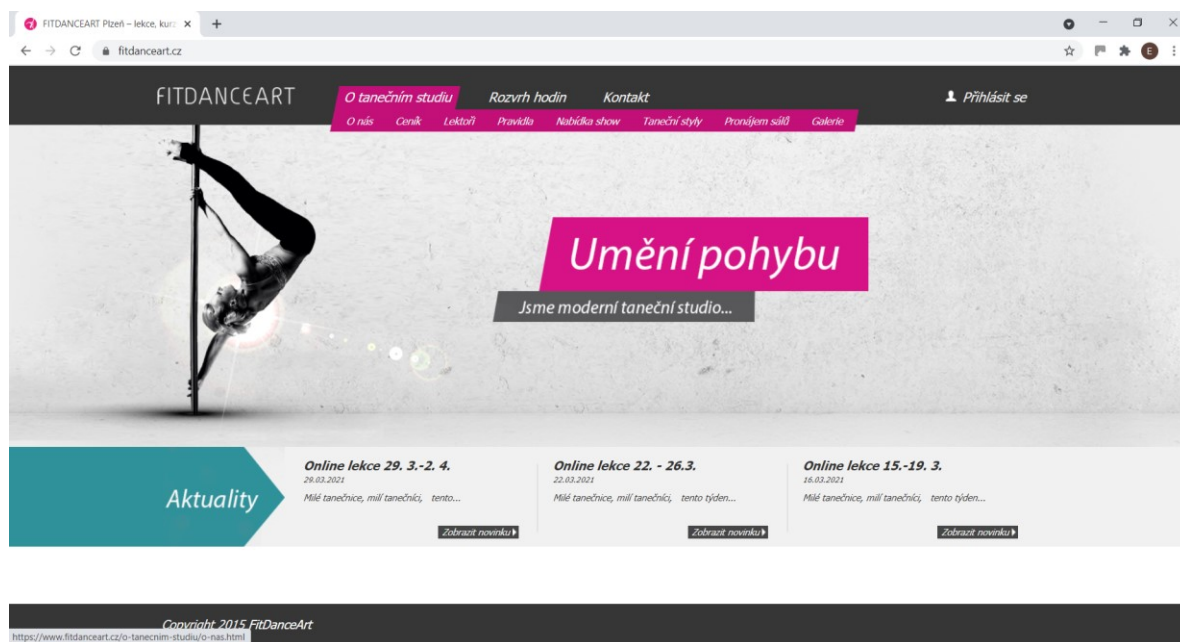 FITDANCEART Plzeň – lekce, kurz
fitdanceart.cz
E
FITDANCEART
O tanečním studiu Rozvrh hodin Kontakt Přihlásit se
O nás Ceník Lektoři Pravidla Nabídka show Taneční styly Pronájem sálů Galerie
Umění pohybu
Jsme moderní taneční studio...
Aktuality
Online lekce 29. 3.-2. 4.
29.03.2021
Milé tanečnice, milí tanečníci, tento...
Zobrazit novinku
Online lekce 22. - 26.3.
22.03.2021
Milé tanečnice, milí tanečníci, tento týden...
Zobrazit novinku
Online lekce 15.-19. 3.
16.03.2021
Milé tanečnice, milí tanečníci, tento týden...
Zobrazit novinku
Copyright 2015 FitDanceArt
https://www.fitdanceart.cz/o-tanecnim-studiu/o-nas.html